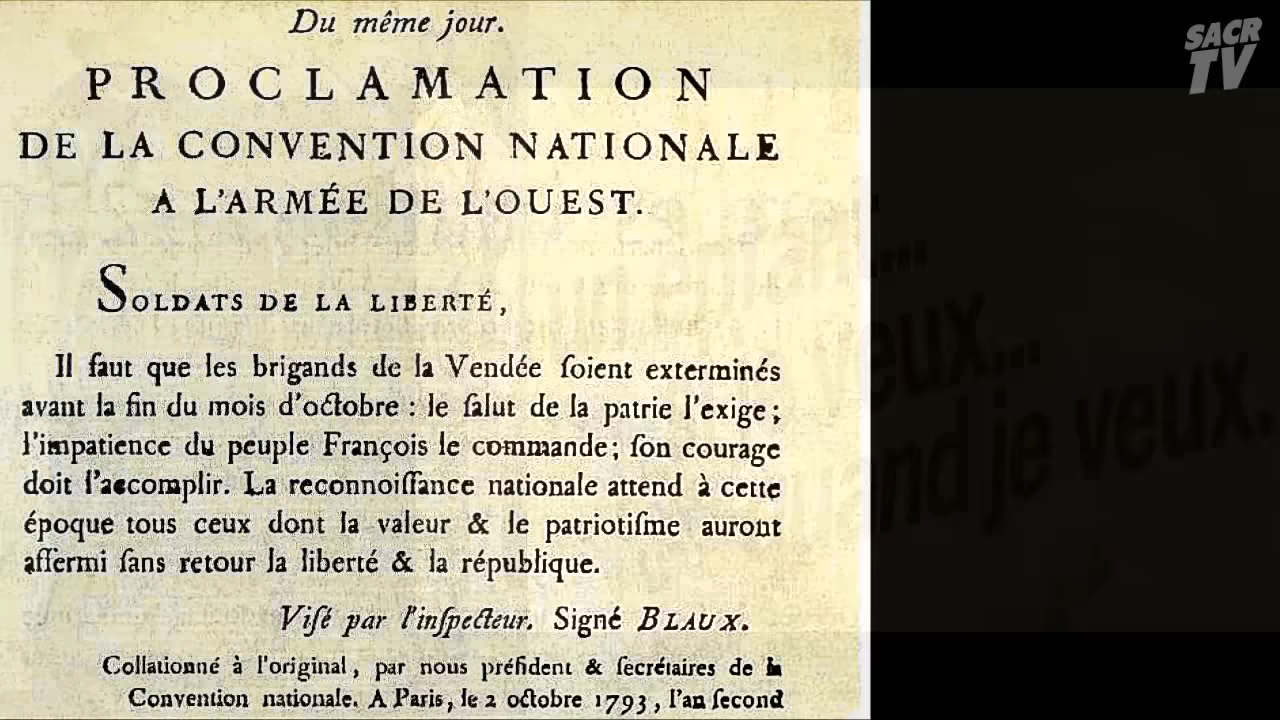 Du même jour.
PROCLAMATION
DE LA CONVENTION NATIONALE
A L'ARMÉE DE L'OUEST.
SOLDATS DE LA LIBERTÉ,
Il faut que les brigands de la Vendée ſoient exterminés
avant la fin du mois d'octobre : le ſalut de la patrie l'exige ;
l'impatience du peuple François le commande ; ſon courage
doit l'accomplir. La reconnoiſſance nationale attend à cette
époque tous ceux dont la valeur & le patriotiſme auront
affermi ſans retour la liberté & la république.
Viſé par l'inſpecteur. Signé BLAUX.
Collationné à l'original, par nous préſident & ſecrétaires de la
Convention nationale. A Paris, le 2 octobre 1793, l'an ſecond
SACR
TV
veux...
quand je veux.